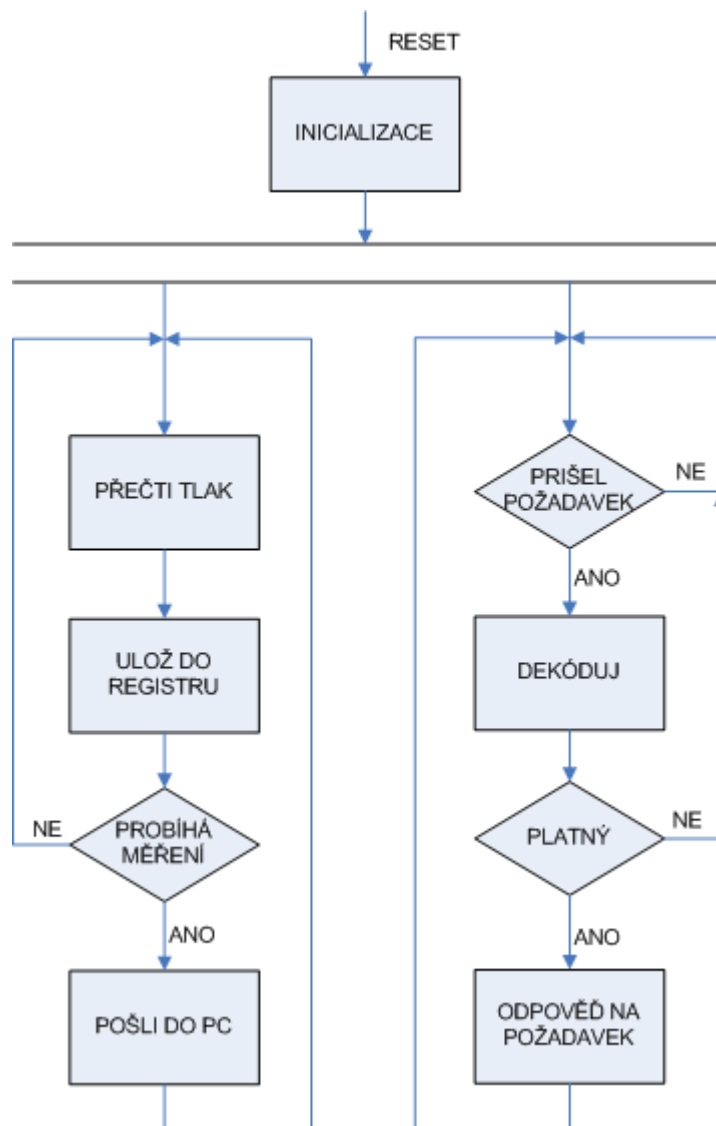 RESET
INICIALIZACE
PŘEČTI TLAK
ULOŽ DO
REGISTRU
NE
PROBÍHÁ
MĚŘENÍ
ANO
POŠLI DO PC
PRIŠEL
POŽADAVEK
NE
ANO
DEKÓDUJ
PLATNÝ
NE
ANO
ODPOVĚĎ NA
POŽADAVEK